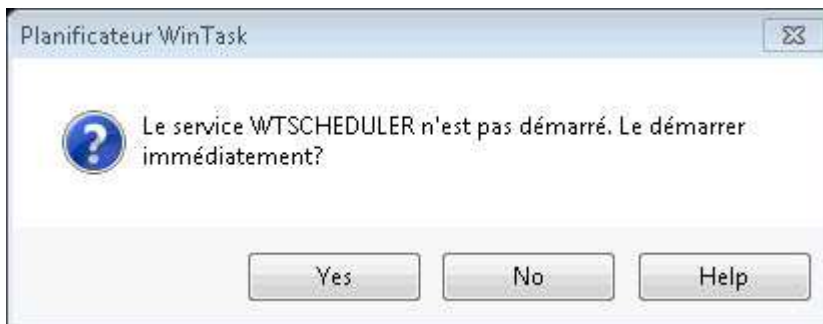 Planificateur WinTask
Le service WTSCHEDULER n'est pas démarré. Le démarrer
immédiatement?
Yes No Help